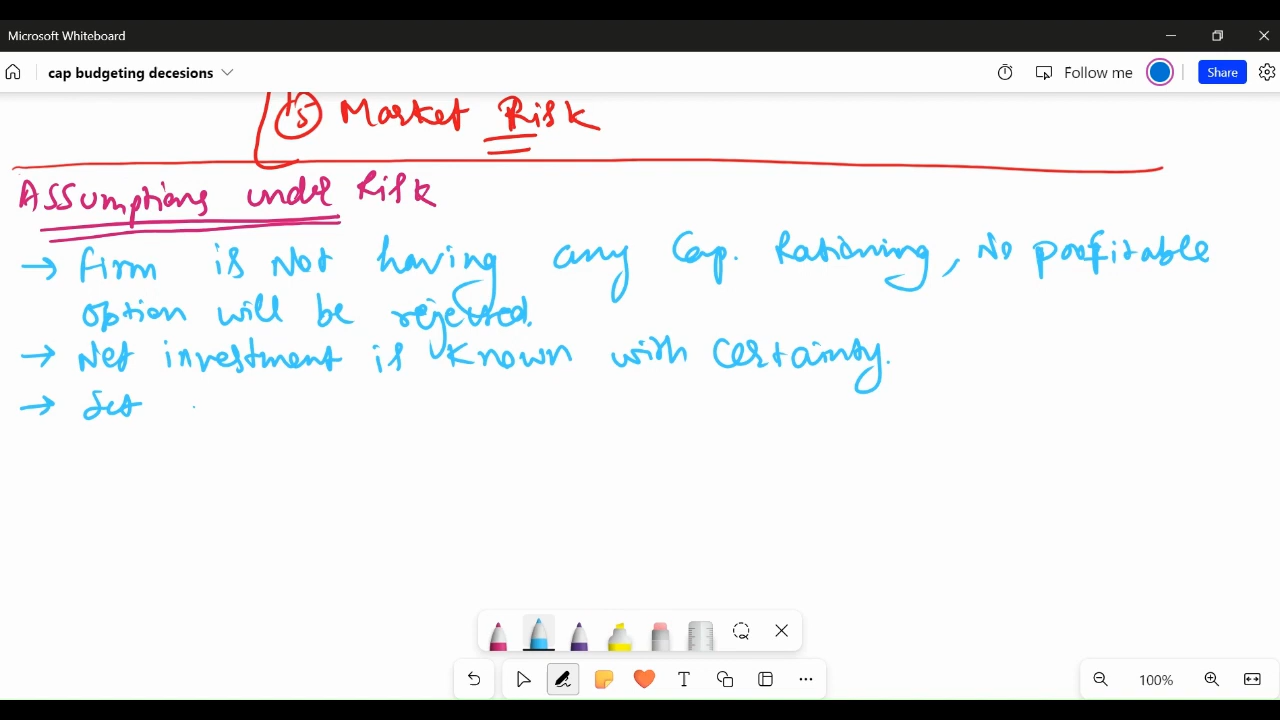 Microsoft Whiteboard
cap budgeting decesions
Follow me
Share
15 Market Risk
Assumptions under Risk
→ Firm is Not having any Cap. Rationing, No profitable
option will be rejected.
→ Net investment is known with certainty.
→ Set
100%